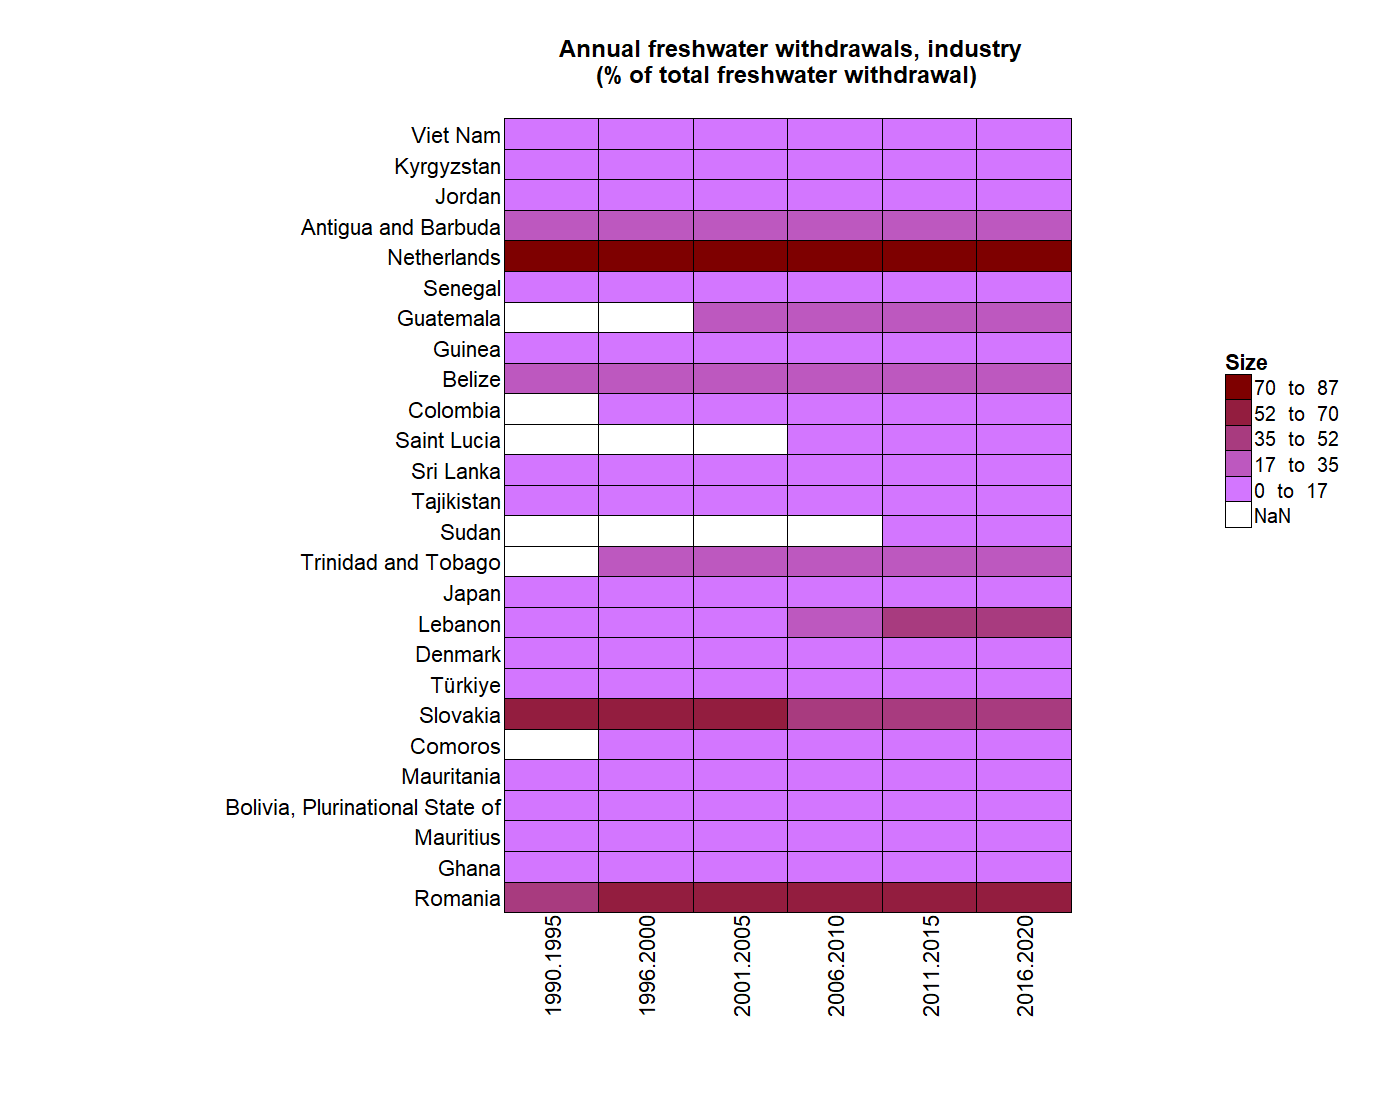 Annual freshwater withdrawals, industry
(% of total freshwater withdrawal)
Viet Nam
Kyrgyzstan
Jordan
Antigua and Barbuda
Netherlands
Senegal
Guatemala
Guinea
Belize
Colombia
Saint Lucia
Sri Lanka
Tajikistan
Sudan
Trinidad and Tobago
Japan
Lebanon
Denmark
Türkiye
Slovakia
Comoros
Mauritania
Bolivia, Plurinational State of
Mauritius
Ghana
Romania
1990.1995
1996.2000
2001.2005
2006.2010
2011.2015
2016.2020
Size
70 to 87
52 to 70
35 to 52
17 to 35
0 to 17
NaN